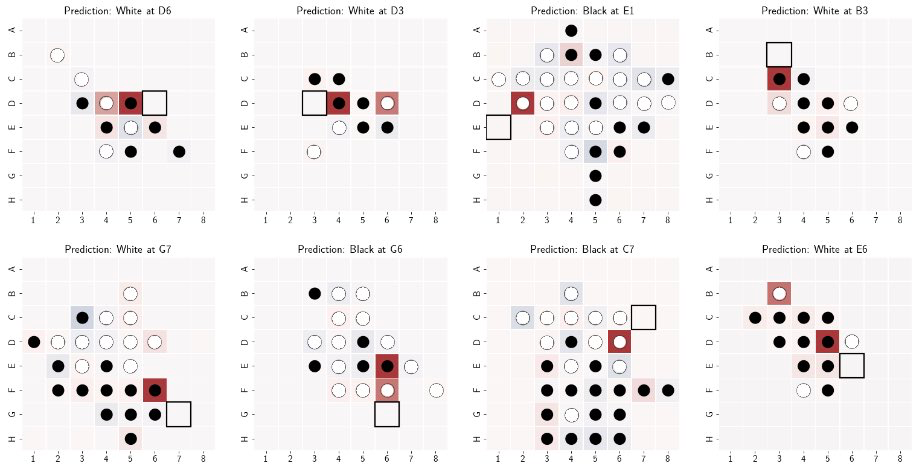 Prediction: White at D6
Prediction: White at D3
Prediction: Black at E1
Prediction: White at B3
A
B
C
D
E
F
G
H
1 2 3 4 5 6 7 8
A
B
C
D
E
F
G
H
1 2 3 4 5 6 7 8
A
B
C
D
E
F
G
H
1 2 3 4 5 6 7 8
A
B
C
D
E
F
G
H
1 2 3 4 5 6 7 8
Prediction: White at G7
Prediction: Black at G6
Prediction: Black at C7
Prediction: White at E6
A
B
C
D
E
F
G
H
1 2 3 4 5 6 7 8
A
B
C
D
E
F
G
H
1 2 3 4 5 6 7 8
A
B
C
D
E
F
G
H
1 2 3 4 5 6 7 8
A
B
C
D
E
F
G
H
1 2 3 4 5 6 7 8